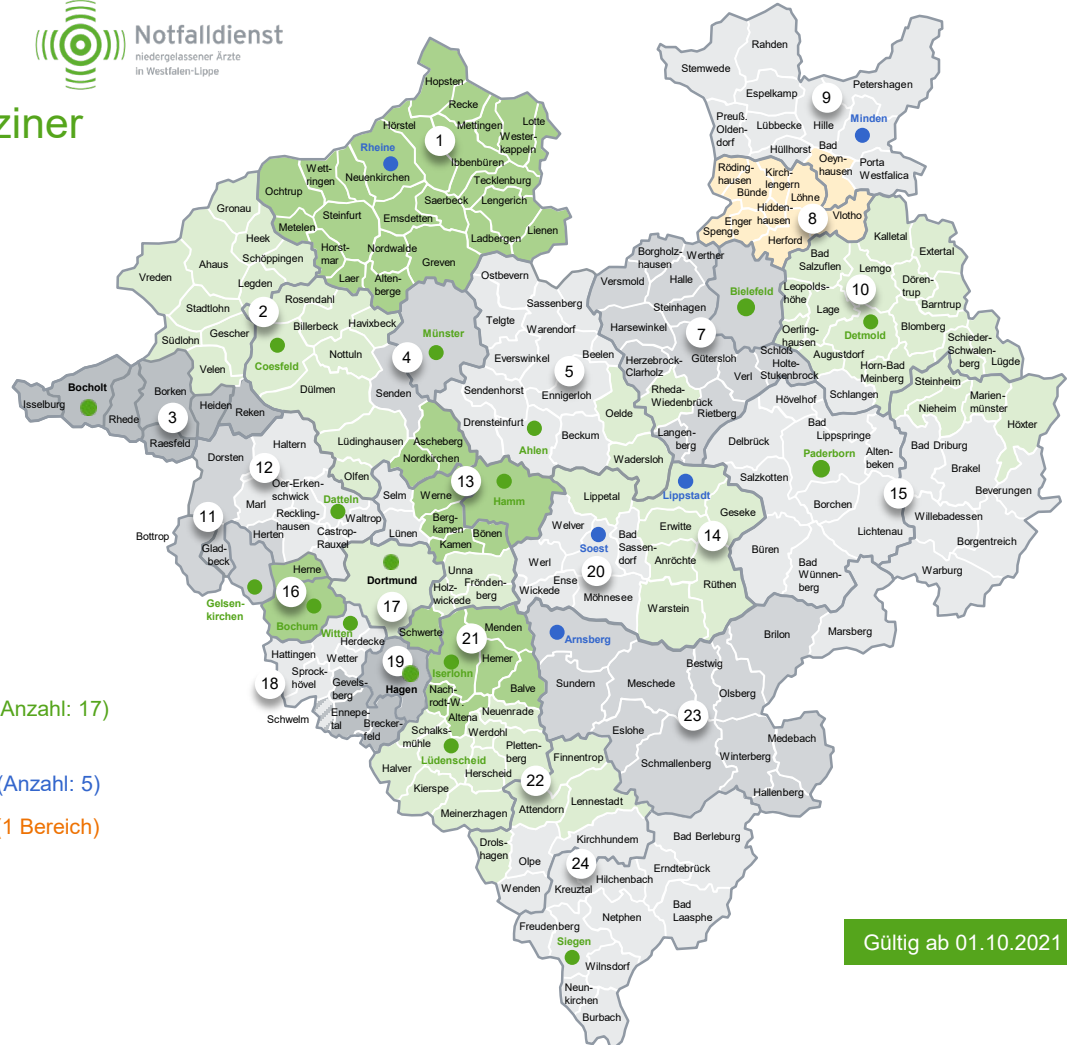 Notfalldienst
niedergelassener Ärzte
in Westfalen-Lippe
ziner
Rahden
Stemwede
Espelkamp
Petershagen
9
Preuß.
Olden-
dorf
Lübbecke
Hille
Minden
Hüllhorst
Bad
Oeyn-
hausen
Porta
Westfalica
Hopsten
Recke
Hörstel
Mettingen
Lotte
Wester-
kappeln
1
Rheine
Ibbenbüren
Wett-
ringen
Neuenkirchen
Tecklenburg
Ochtrup
Saerbeck
Lengerich
Steinfurt
Emsdetten
Metelen
Ladbergen
Lienen
Horst-
mar
Nordwalde
Greven
Laer
Alten-
berge
Röding-
hausen
Kirch-
lengern
Bünde
Löhne
Hidden-
hausen
Enger
Spenge
8
Vlotho
Herford
Gronau
Heek
Ahaus
Schöppingen
Vreden
Legden
Stadtlohn
2
Rosendahl
Gescher
Billerbeck
Havixbeck
Südlohn
Coesfeld
Nottuln
Velen
Dülmen
Lüdinghausen
Olfen
Münster
4
Senden
Ostbevern
Sassenberg
Telgte
Warendorf
Everswinkel
Beelen
5
Sendenhorst
Ennigerloh
Oelde
Drensteinfurt
Beckum
Ahlen
Wadersloh
Borgholz-
hausen
Werther
Versmold
Halle
Bielefeld
Steinhagen
Harsewinkel
7
Gütersloh
Herzebrock-
Clarholz
Verl
Schloß
Holte-
Stukenbrock
Rheda-
Wiedenbrück
Rietberg
Langen-
berg
Kalletal
Bad
Salzuflen
Extertal
Lemgo
Leopolds-
höhe
10
Dören-
trup
Barntrup
Lage
Detmold
Blomberg
Oerling-
hausen
Augustdorf
Schieder-
Schwalen-
berg
Lügde
Horn-Bad
Meinberg
Schlangen
Steinheim
Marien-
münster
Nieheim
Höxter
Bocholt
Isselburg
Rhede
Borken
3
Heiden
Reken
Raesfeld
Haltern
Dorsten
12
Oer-Erken-
schwick
Marl
Datteln
Reckling-
hausen
Waltrop
Herten
Castrop-
Rauxel
11
Bottrop
Glad-
beck
Gelsen-
kirchen
Ascheberg
Nordkirchen
13
Hamm
Selm
Werne
Lünen
Berg-
kamen
Bönen
Kamen
Unna
Holz-
wickede
Frönden-
berg
Dortmund
17
Herne
16
Bochum
Witten
Herdecke
Hattingen
Wetter
Sprock-
hövel
18
Gevels-
berg
Schwelm
Ennepe-
tal
Brecker-
feld
19
Hagen
Schwerte
21
Menden
Iserlohn
Hemer
Nach-
rodt-W.
Balve
Altena
Neuenrade
Schalks-
mühle
Werdohl
Pletten-
berg
Lüdenscheid
Herscheid
Halver
Kierspe
Meinerzhagen
22
Finnentrop
Attendorn
Lennestadt
Drols-
hagen
Lippetal
Lippstadt
Geseke
Erwitte
14
Anröchte
Rüthen
Warstein
Welver
Soest
Bad
Sassen-
dorf
Werl
20
Ense
Wickede
Möhnesee
Hövelhof
Delbrück
Bad
Lippspringe
Paderborn
Alten-
beken
Bad Driburg
Salzkotten
Brakel
15
Beverungen
Borchen
Willebadessen
Lichtenau
Borgentreich
Büren
Bad
Wünnen-
berg
Warburg
Arnsberg
Brilon
Marsberg
Bestwig
Sundern
Meschede
Olsberg
23
Eslohe
Medebach
Schmallenberg
Winterberg
Hallenberg
Kirchhundem
Bad Berleburg
Olpe
24
Hilchenbach
Erndtebrück
Wenden
Kreuztal
Bad
Laasphe
Netphen
Freudenberg
Siegen
Wilnsdorf
Neun-
kirchen
Burbach
Anzahl: 17)
(Anzahl: 5)
(1 Bereich)
Gültig ab 01.10.2021